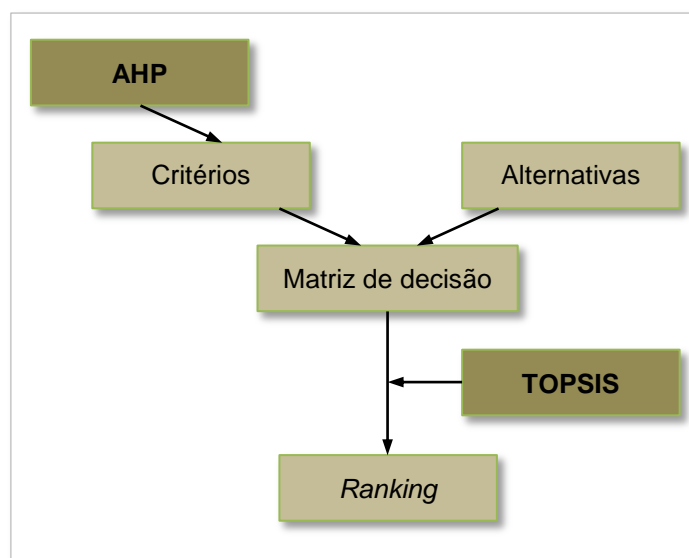 AHP
Critérios
Alternativas
Matriz de decisão
TOPSIS
Ranking